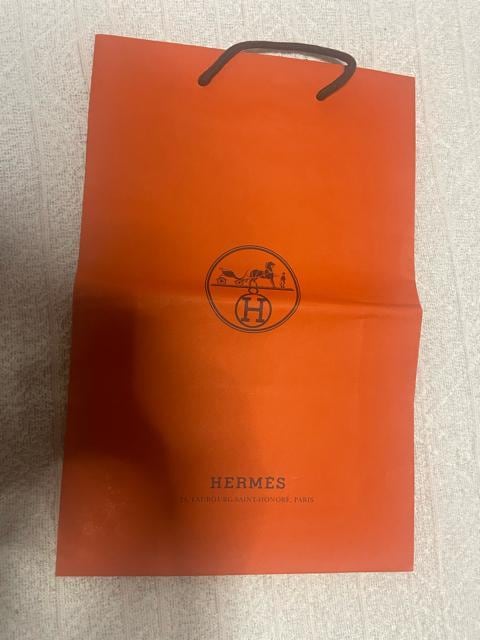 H
HERMÈS
24, FAUBOURG SAINT-HONORÉ, PARIS